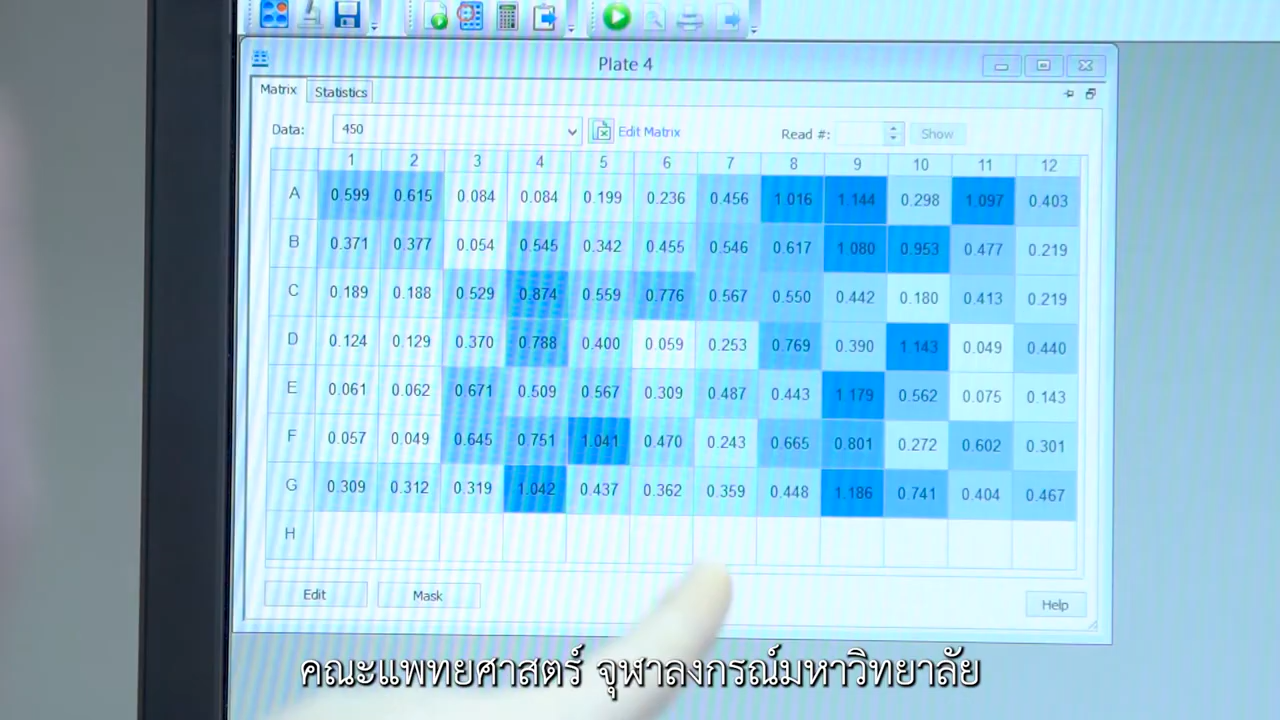 Plate 4
Matrix Statistics
Data: 450 Edit Matrix Read #: Show
1 2 3 4 5 6 7 8 9 10 11 12
A 0.599 0.615 0.084 0.084 0.199 0.236 0.456 1.016 1.144 0.298 1.097 0.403
B 0.371 0.377 0.054 0.545 0.342 0.455 0.546 0.617 1.080 0.953 0.477 0.219
C 0.189 0.188 0.529 0.874 0.559 0.776 0.567 0.550 0.442 0.180 0.413 0.219
D 0.124 0.129 0.370 0.788 0.400 0.059 0.253 0.769 0.390 1.143 0.049 0.440
E 0.061 0.062 0.671 0.509 0.567 0.309 0.487 0.443 1.179 0.562 0.075 0.143
F 0.057 0.049 0.645 0.751 1.041 0.470 0.243 0.665 0.801 0.272 0.602 0.301
G 0.309 0.312 0.319 1.042 0.437 0.362 0.359 0.448 1.186 0.741 0.404 0.467
H
Edit Mask Help
คณะแพทยศาสตร์ จุฬาลงกรณ์มหาวิทยาลัย